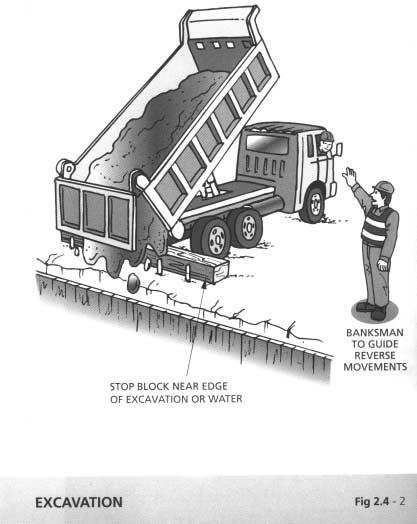 BANKSMAN
TO GUIDE
REVERSE
MOVEMENTS
STOP BLOCK NEAR EDGE
OF EXCAVATION OR WATER
EXCAVATION
Fig 2.4 - 2